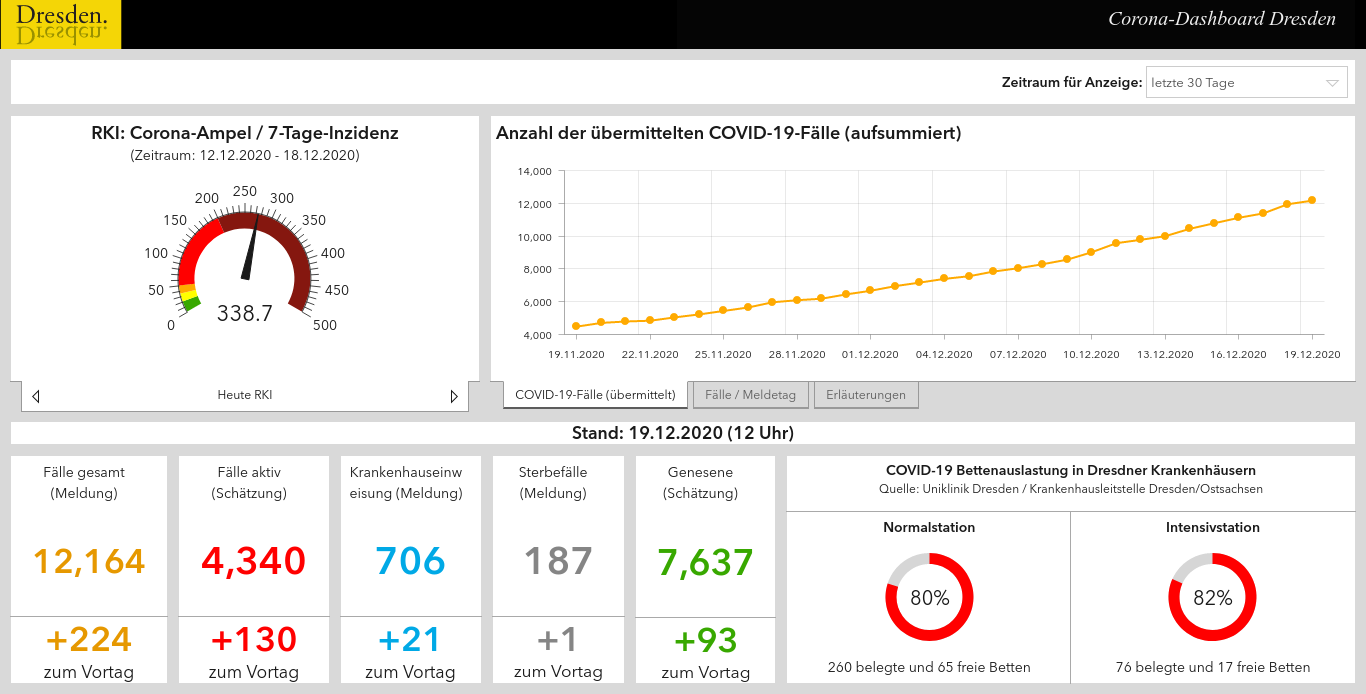 Dresden.
Dresden.
Corona-Dashboard Dresden
Zeitraum für Anzeige: letzte 30 Tage
RKI: Corona-Ampel / 7-Tage-Inzidenz
(Zeitraum: 12.12.2020 - 18.12.2020)
0
50
100
150
200
250
300
350
400
450
500
338.7
Heute RKI
Anzahl der übermittelten COVID-19-Fälle (aufsummiert)
14,000
12,000
10,000
8,000
6,000
4,000
19.11.2020 22.11.2020 25.11.2020 28.11.2020 01.12.2020 04.12.2020 07.12.2020 10.12.2020 13.12.2020 16.12.2020 19.12.2020
COVID-19-Fälle (übermittelt) Fälle / Meldetag Erläuterungen
Stand: 19.12.2020 (12 Uhr)
Fälle gesamt
(Meldung)
12,164
+224
zum Vortag
Fälle aktiv
(Schätzung)
4,340
+130
zum Vortag
Krankenhauseinw
eisung (Meldung)
706
+21
zum Vortag
Sterbefälle
(Meldung)
187
+1
zum Vortag
Genesene
(Schätzung)
7,637
+93
zum Vortag
COVID-19 Bettenauslastung in Dresdner Krankenhäusern
Quelle: Uniklinik Dresden / Krankenhausleitstelle Dresden/Ostsachsen
Normalstation
80%
260 belegte und 65 freie Betten
Intensivstation
82%
76 belegte und 17 freie Betten